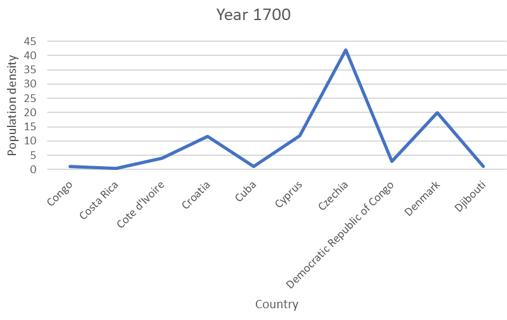 Year 1700
Population density
45
40
35
30
25
20
15
10
5
0
Congo
Costa Rica
Cote d'Ivoire
Croatia
Cuba
Cyprus
Czechia
Democratic Republic of Congo
Denmark
Djibouti
Country